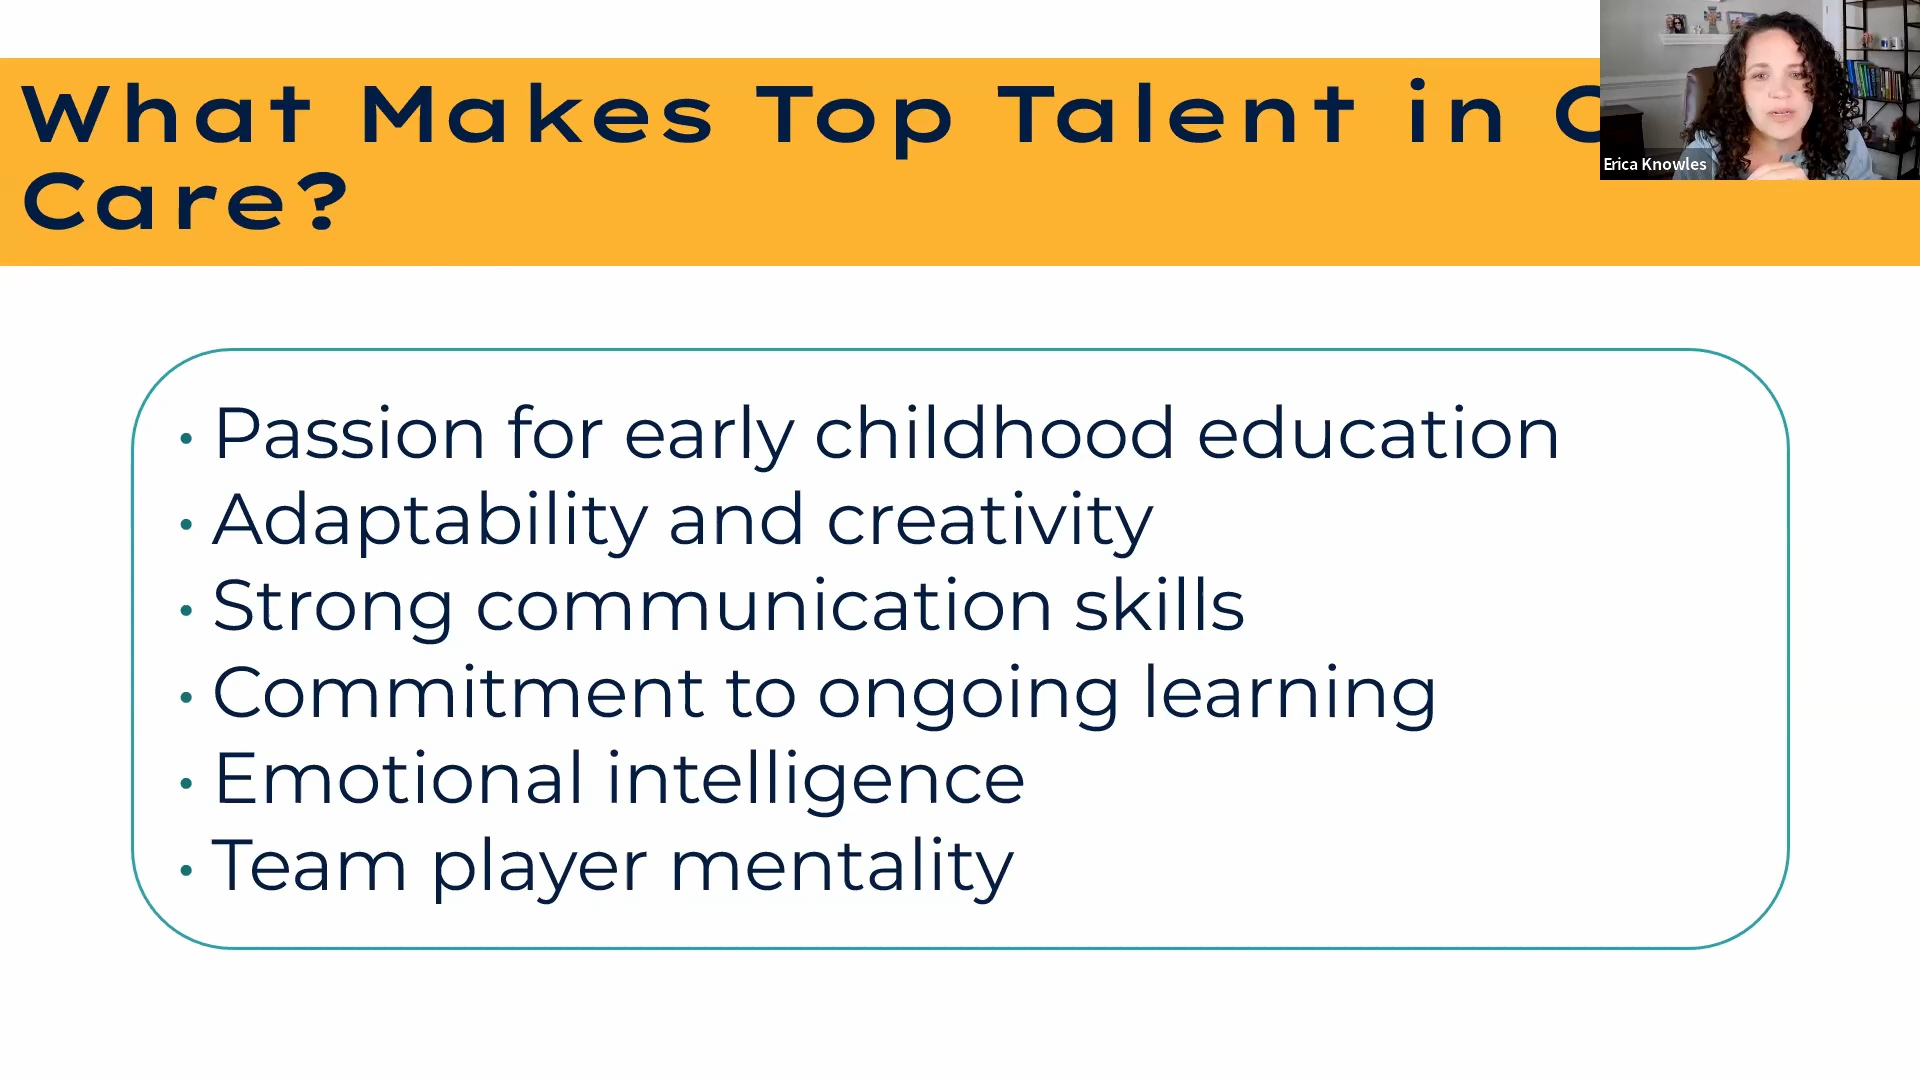 What Makes Top Talent in
Care?
Erica Knowles
• Passion for early childhood education
• Adaptability and creativity
• Strong communication skills
• Commitment to ongoing learning
• Emotional intelligence
• Team player mentality